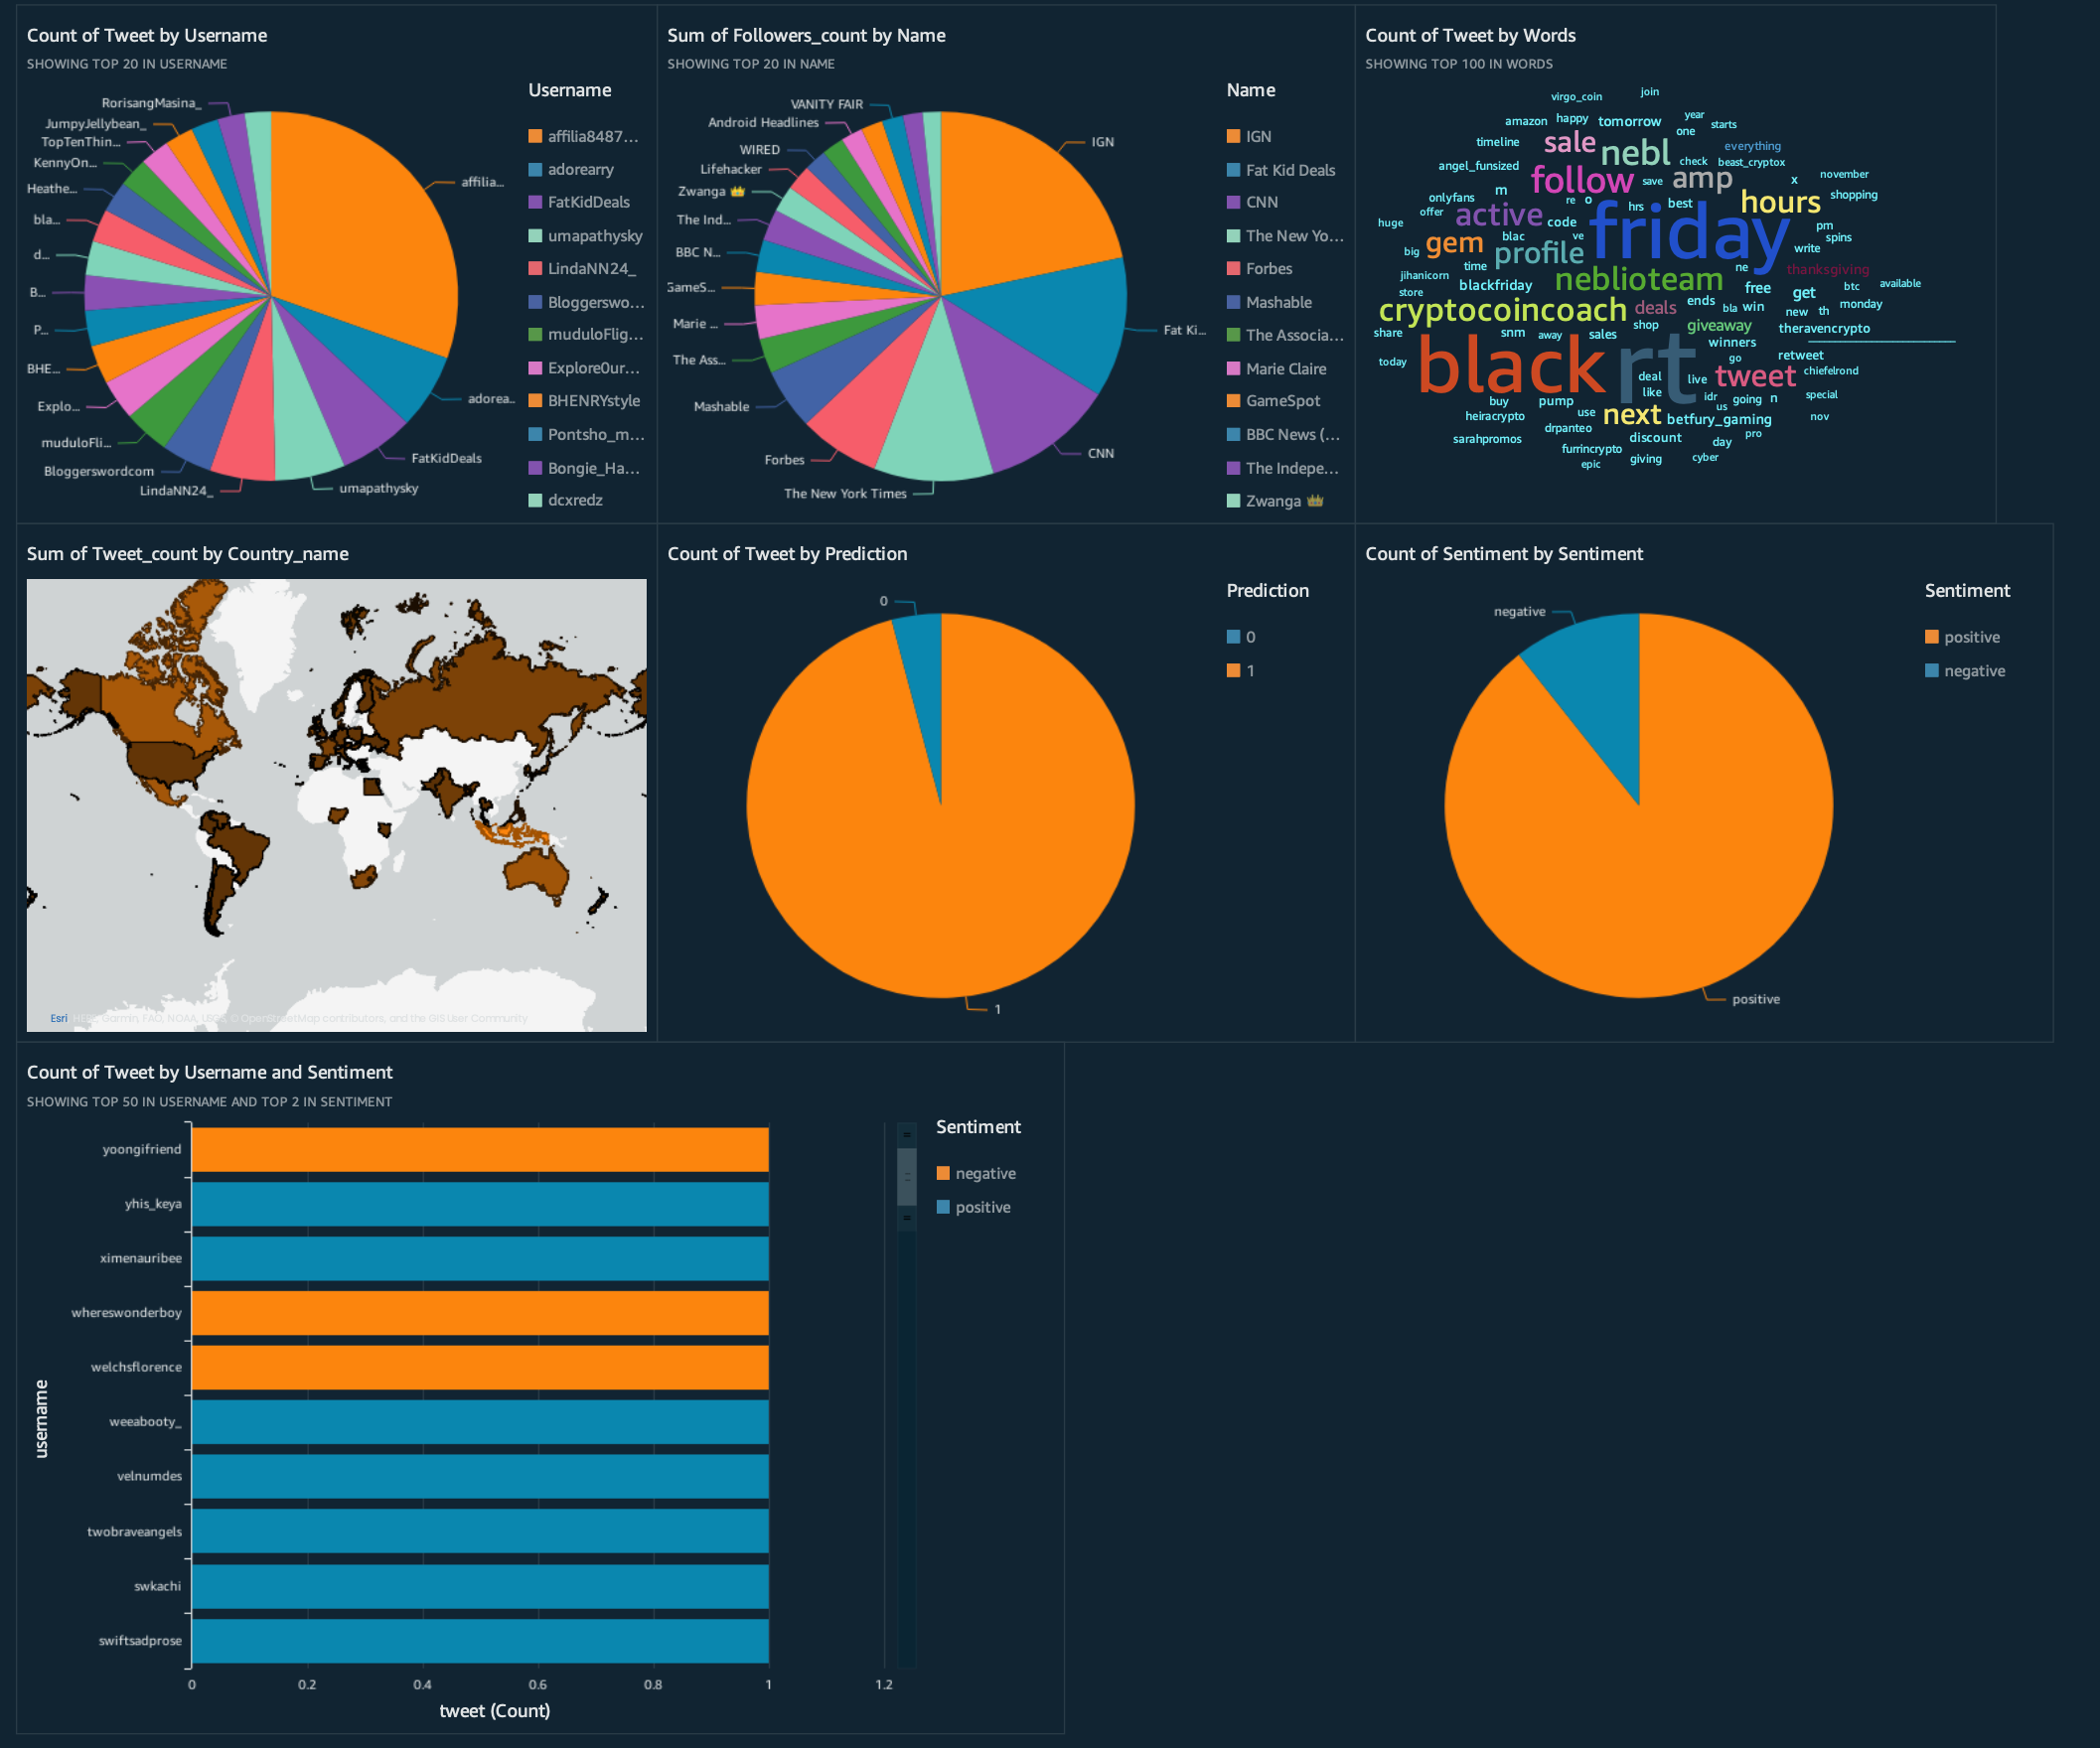 Count of Tweet by Username
SHOWING TOP 20 IN USERNAME
RorisangMasina_
JumpyJellybean_
TopTenThin...
KennyOn...
Heathe...
bla...
d...
B...
P...
BHE...
Explo...
muduloFli...
Bloggerswordcom
LindaNN24_
umapathysky
FatKidDeals
adorea..
affilia...
Username
affilia8487...
adorearry
FatKidDeals
umapathysky
LindaNN24_
Bloggerswo...
muduloFlig...
ExploreOur...
BHENRYstyle
Pontsho_m...
Bongie_Ha...
dcxredz
Sum of Followers_count by Name
SHOWING TOP 20 IN NAME
VANITY FAIR
Android Headlines
WIRED
Lifehacker
Zwanga 👑
The Ind...
BBC N...
GameS...
Marie ...
The Ass...
Mashable
Forbes
The New York Times
CNN
Fat Ki...
IGN
Name
IGN
Fat Kid Deals
CNN
The New Yo...
Forbes
Mashable
The Associa...
Marie Claire
GameSpot
BBC News (...
The Indepe...
Zwanga 👑
Count of Tweet by Words
SHOWING TOP 100 IN WORDS
virgo_coin join
amazon happy tomorrow year
one starts
timeline sale nebl everything
angel_funsized check beast_cryptox
follow save amp x november
onlyfans m re o hrs best hours shopping
huge offer active code friday pm
big gem blac ve spins
profile write
jihanicorn time neblioteam ne thanksgiving
store blackfriday free get btc available
cryptocoincoach deals ends bla win new th monday
share snm away sales shop giveaway theravencrypto
black rt winners
today go retweet
deal live tweet chiefelrond
like idr going n special
buy pump us
heiracrypto use next betfury_gaming nov
drpanteo
sarahpromos discount day pro
furrincrypto
epic giving cyber
Sum of Tweet_count by Country_name
Esri, HERE, Garmin, FAO, NOAA, USGS, © OpenStreetMap contributors, and the GIS User Community
Count of Tweet by Prediction
0
1
Prediction
0
1
Count of Sentiment by Sentiment
negative
positive
Sentiment
positive
negative
Count of Tweet by Username and Sentiment
SHOWING TOP 50 IN USERNAME AND TOP 2 IN SENTIMENT
username
yoongifriend
yhis_keya
ximenauribee
whereswonderboy
welchsflorence
weeabooty_
velnumdes
twobraveangels
swkachi
swiftsadprose
0 0.2 0.4 0.6 0.8 1 1.2
tweet (Count)
Sentiment
negative
positive